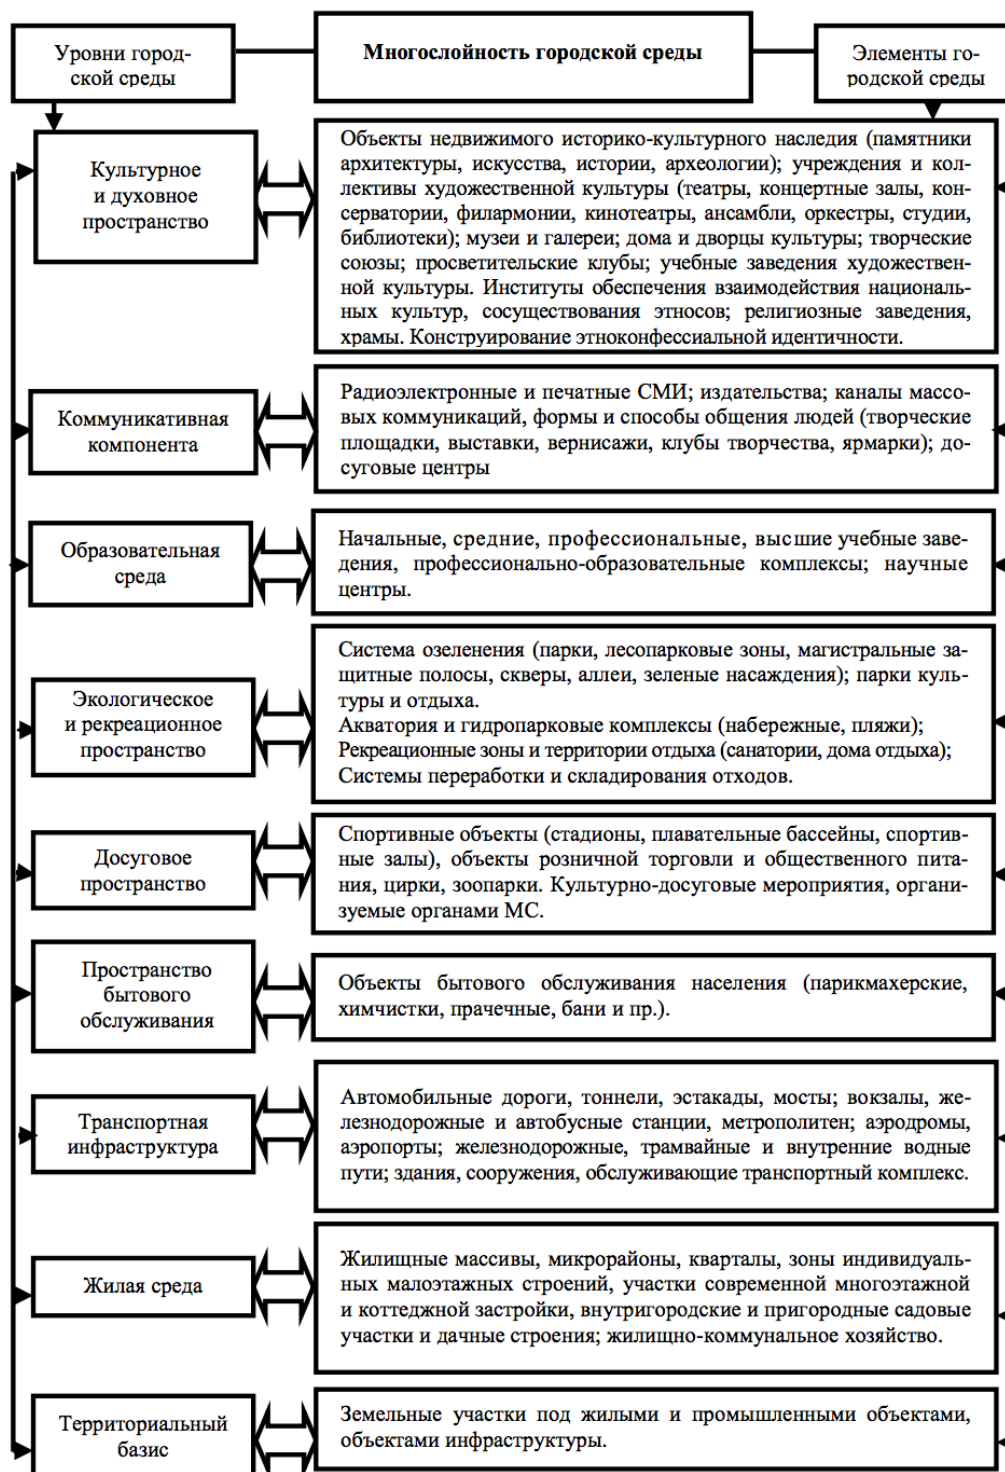 Уровни город-
ской среды
Многослойность городской среды
Элементы го-
родской среды
Культурное
и духовное
пространство
Объекты недвижимого историко-культурного наследия (памятники
архитектуры, искусства, истории, археологии); учреждения и кол-
лективы художественной культуры (театры, концертные залы, кон-
серватории, филармонии, кинотеатры, ансамбли, оркестры, студии,
библиотеки); музеи и галереи; дома и дворцы культуры; творческие
союзы; просветительские клубы; учебные заведения художествен-
ной культуры. Институты обеспечения взаимодействия националь-
ных культур, сосуществования этносов; религиозные заведения,
храмы. Конструирование этноконфессиальной идентичности.
Коммуникативная
компонента
Радиоэлектронные и печатные СМИ; издательства; каналы массо-
вых коммуникаций, формы и способы общения людей (творческие
площадки, выставки, вернисажи, клубы творчества, ярмарки); до-
суговые центры
Образовательная
среда
Начальные, средние, профессиональные, высшие учебные заве-
дения, профессионально-образовательные комплексы; научные
центры.
Экологическое
и рекреационное
пространство
Система озеленения (парки, лесопарковые зоны, магистральные за-
щитные полосы, скверы, аллеи, зеленые насаждения); парки куль-
туры и отдыха.
Акватория и гидропарковые комплексы (набережные, пляжи);
Рекреационные зоны и территории отдыха (санатории, дома отдыха);
Системы переработки и складирования отходов.
Досуговое
пространство
Спортивные объекты (стадионы, плавательные бассейны, спортив-
ные залы), объекты розничной торговли и общественного пита-
ния, цирки, зоопарки. Культурно-досуговые мероприятия, органи-
зуемые органами МС.
Пространство
бытового
обслуживания
Объекты бытового обслуживания населения (парикмахерские,
химчистки, прачечные, бани и пр.).
Транспортная
инфраструктура
Автомобильные дороги, тоннели, эстакады, мосты; вокзалы, же-
лезнодорожные и автобусные станции, метрополитен; аэродромы,
аэропорты; железнодорожные, трамвайные и внутренние водные
пути; здания, сооружения, обслуживающие транспортный комплекс.
Жилая среда
Жилищные массивы, микрорайоны, кварталы, зоны индивидуаль-
ных малоэтажных строений, участки современной многоэтажной
и коттеджной застройки, внутригородские и пригородные садовые
участки и дачные строения; жилищно-коммунальное хозяйство.
Территориальный
базис
Земельные участки под жилыми и промышленными объектами,
объектами инфраструктуры.